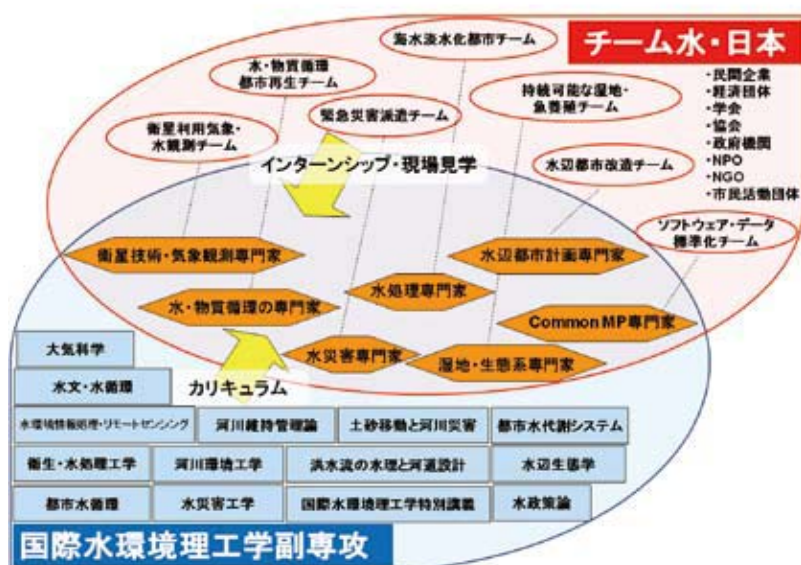 海水淡水化都市チーム
チーム水・日本
水・物質循環
都市再生チーム
持続可能な湿地・
魚養殖チーム
・民間企業
・経済団体
・学会
・協会
・政府機関
・NPO
・NGO
・市民活動団体
緊急災害派遣チーム
衛星利用気象・
水観測チーム
インターンシップ・現場見学
水辺都市改造チーム
ソフトウェア・データ
標準化チーム
衛星技術・気象観測専門家
水辺都市計画専門家
水・物質循環の専門家
水処理専門家
Common MP専門家
水災害専門家
湿地・生態系専門家
大気科学
水文・水循環
カリキュラム
水環境情報処理・リモートセンシング
河川維持管理論
土砂移動と河川災害
都市水代謝システム
衛生・水処理工学
河川環境工学
洪水流の水理と河道設計
水辺生態学
都市水循環
水災害工学
国際水環境理工学特別講義
水政策論
国際水環境理工学副専攻